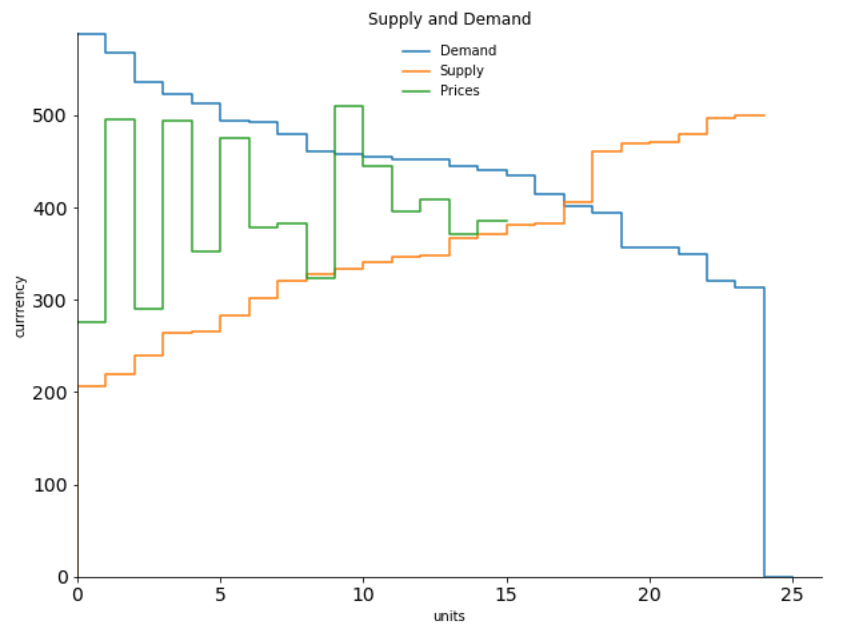 Supply and Demand
Demand
Supply
Prices
500
400
300
200
100
0
currrency
0 5 10 15 20 25
units